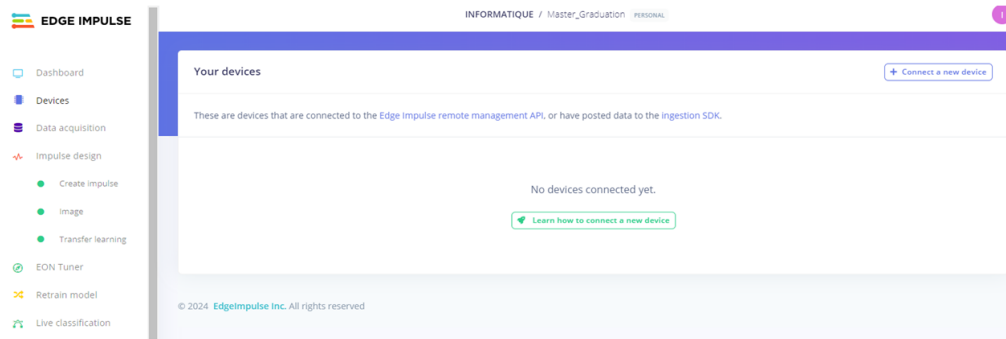 EDGE IMPULSE
INFORMATIQUE / Master_Graduation PERSONAL
I
Dashboard
Devices
Data acquisition
Impulse design
Create impulse
Image
Transfer learning
EON Tuner
Retrain model
Live classification
Your devices
+ Connect a new device
These are devices that are connected to the Edge Impulse remote management API, or have posted data to the ingestion SDK.
No devices connected yet.
Learn how to connect a new device
© 2024 EdgeImpulse Inc. All rights reserved